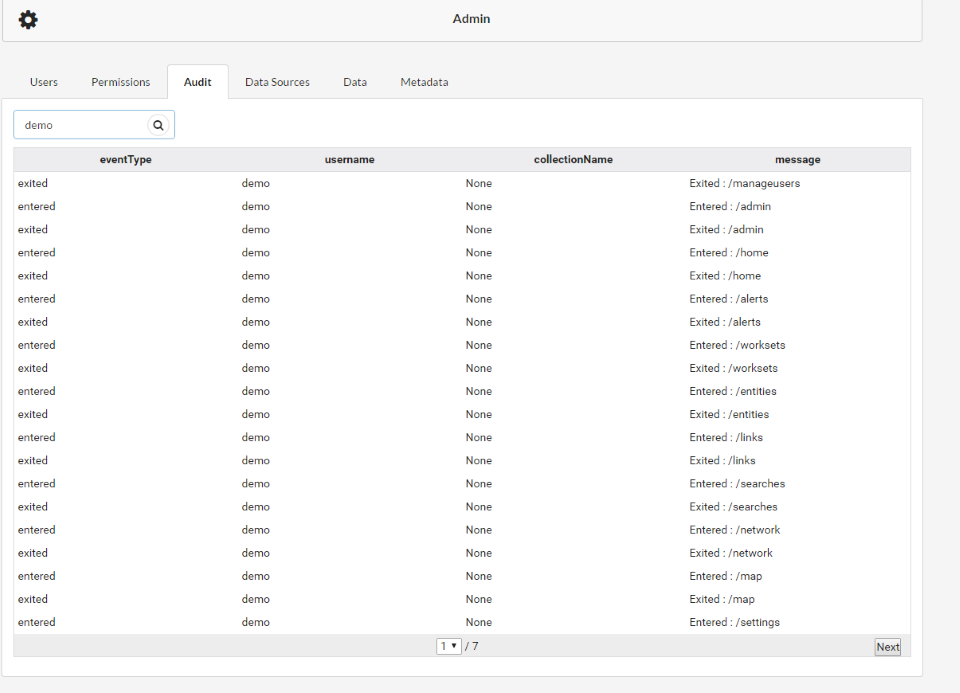 Admin
Users Permissions Audit Data Sources Data Metadata
demo
eventType username collectionName message
exited demo None Exited : /manageusers
entered demo None Entered : /admin
exited demo None Exited : /admin
entered demo None Entered : /home
exited demo None Exited : /home
entered demo None Entered : /alerts
exited demo None Exited : /alerts
entered demo None Entered : /worksets
exited demo None Exited : /worksets
entered demo None Entered : /entities
exited demo None Exited : /entities
entered demo None Entered : /links
exited demo None Exited : /links
entered demo None Entered : /searches
exited demo None Exited : /searches
entered demo None Entered : /network
exited demo None Exited : /network
entered demo None Entered : /map
exited demo None Exited : /map
entered demo None Entered : /settings
1 / 7 Next